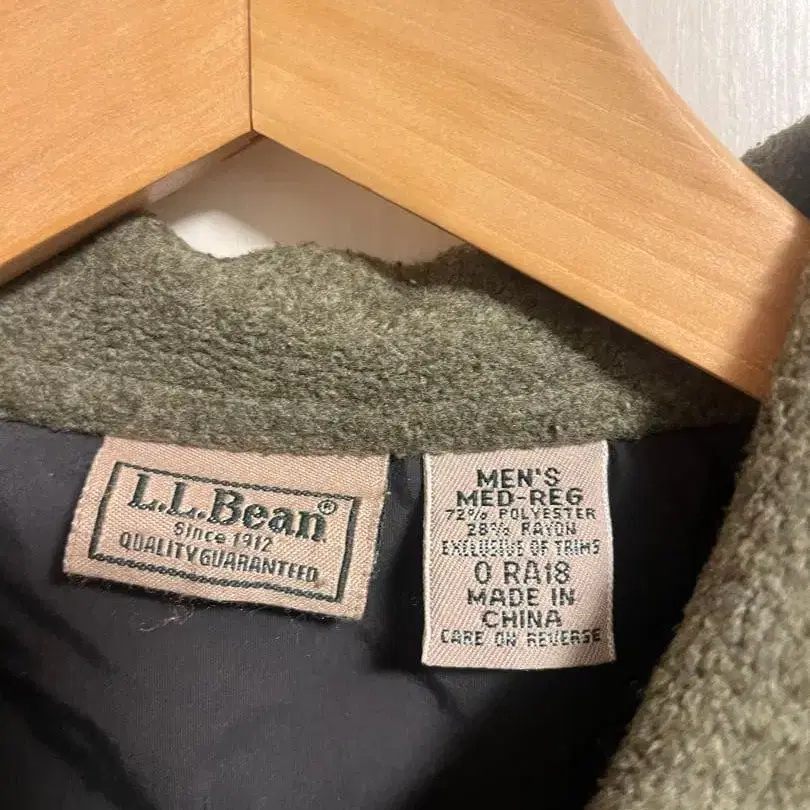 L.L.Bean®
Since 1912
QUALITY GUARANTEED
MEN'S
MED-REG
72% POLYESTER
28% RAYON
EXCLUSIVE OF TRIMS
0 RA18
MADE IN
CHINA
CARE ON REVERSE